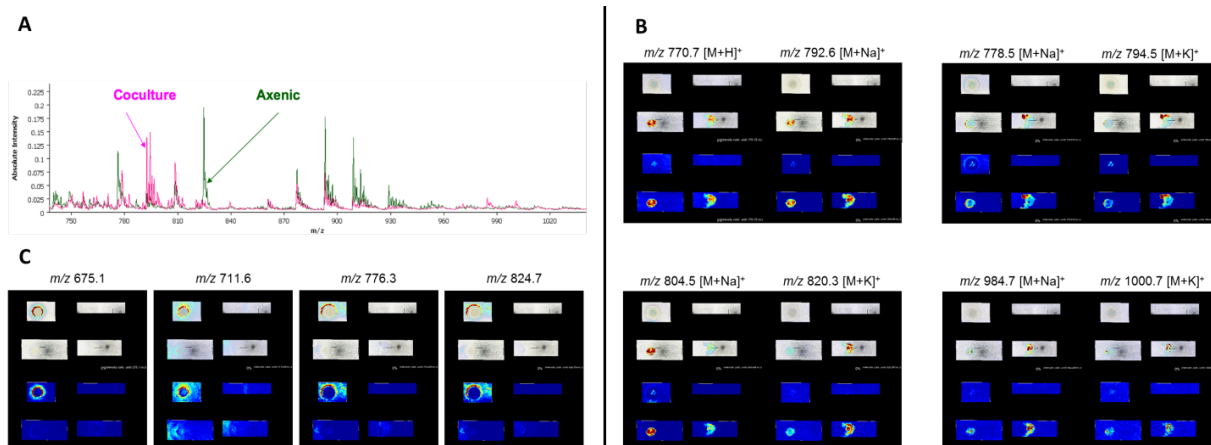 A
Coculture
Axenic
Absolute Intensity
0.225
0.2
0.175
0.15
0.125
0.1
0.075
0.05
0.025
0
750
780
810
840
870
900
930
960
990
1020
m/z
B
m/z 770.7 [M+H]⁺ m/z 792.6 [M+Na]⁺ m/z 778.5 [M+Na]⁺ m/z 794.5 [M+K]⁺
m/z 804.5 [M+Na]⁺ m/z 820.3 [M+K]⁺ m/z 984.7 [M+Na]⁺ m/z 1000.7 [M+K]⁺
C
m/z 675.1 m/z 711.6 m/z 776.3 m/z 824.7